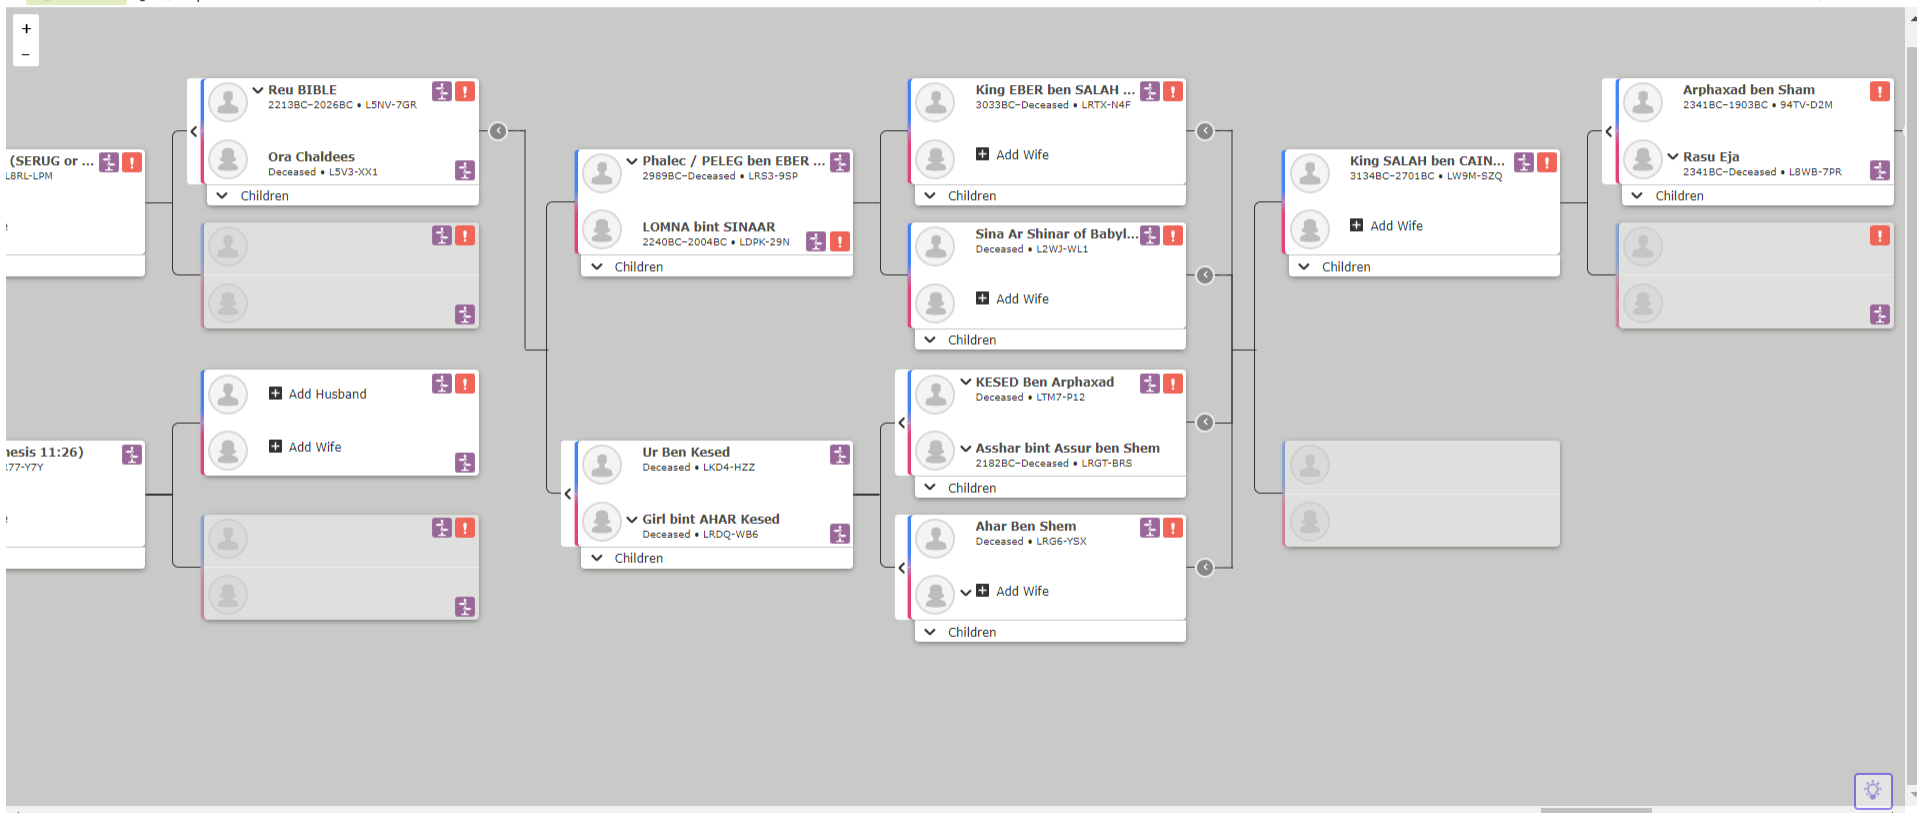 +
−
(SERUG or ...
L8RL-LPM
nesis 11:26)
77-Y7Y
Reu BIBLE
2213BC–2026BC • L5NV-7GR
Ora Chaldees
Deceased • L5V3-XX1
Children
Add Husband
Add Wife
Phalec / PELEG ben EBER ...
2989BC–Deceased • LRS3-9SP
LOMNA bint SINAAR
2240BC–2004BC • LDPK-29N
Children
Ur Ben Kesed
Deceased • LKD4-HZZ
Girl bint AHAR Kesed
Deceased • LRDQ-WB6
Children
King EBER ben SALAH ...
3033BC–Deceased • LRTX-N4F
Add Wife
Children
Sina Ar Shinar of Babyl...
Deceased • L2WJ-WL1
Add Wife
Children
KESED Ben Arphaxad
Deceased • LTM7-P12
Asshar bint Assur ben Shem
2182BC–Deceased • LRGT-BRS
Children
Ahar Ben Shem
Deceased • LRG6-YSX
Add Wife
Children
King SALAH ben CAIN...
3134BC–2701BC • LW9M-SZQ
Add Wife
Children
Arphaxad ben Sham
2341BC–1903BC • 94TV-D2M
Rasu Eja
2341BC–Deceased • L8WB-7PR
Children